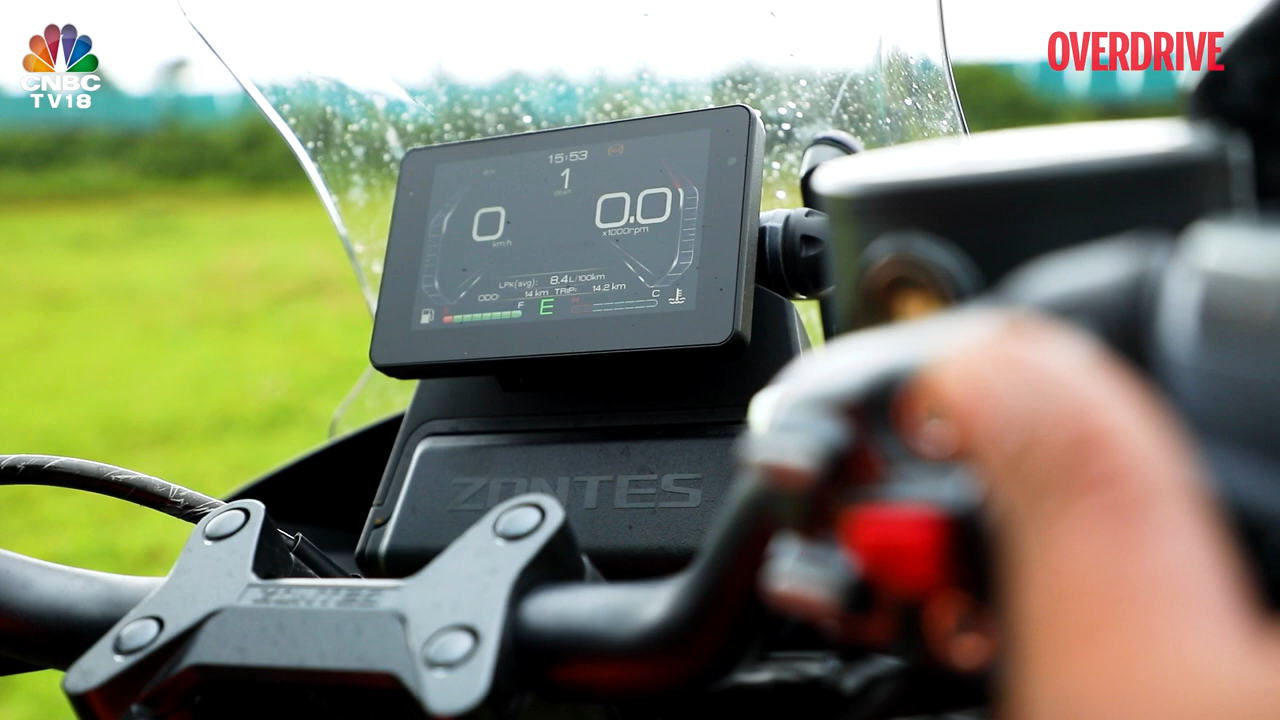 CNBC
TV18
OVERDRIVE
15:53
1
0
km/h
0.0
x1000rpm
LPK(avg): 8.4L/100km
ODO: 14 km TRIP: 14.2 km
F E H C
ZONTES
ZONTES